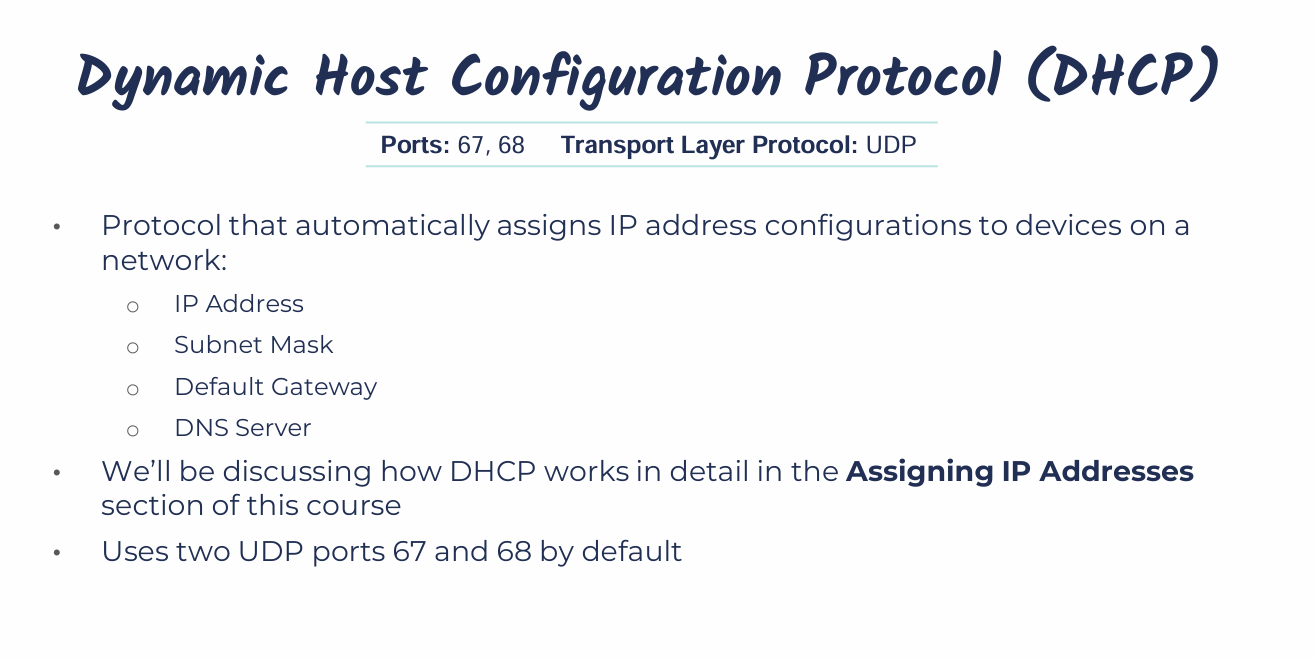 Dynamic Host Configuration Protocol (DHCP)
Ports: 67, 68 Transport Layer Protocol: UDP
• Protocol that automatically assigns IP address configurations to devices on a
network:
o IP Address
o Subnet Mask
o Default Gateway
o DNS Server
• We’ll be discussing how DHCP works in detail in the Assigning IP Addresses
section of this course
• Uses two UDP ports 67 and 68 by default